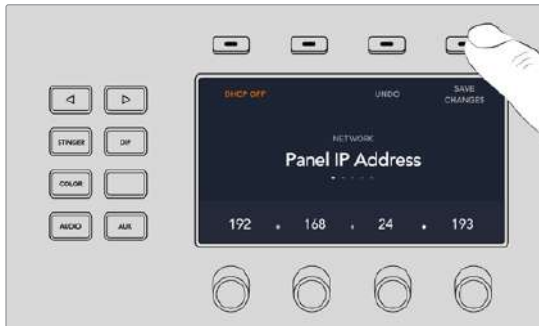 DHCP OFF
UNDO
SAVE
CHANGES
STINGER
DIP
COLOR
AUDIO
AUX
NETWORK
Panel IP Address
192 . 168 . 24 . 193